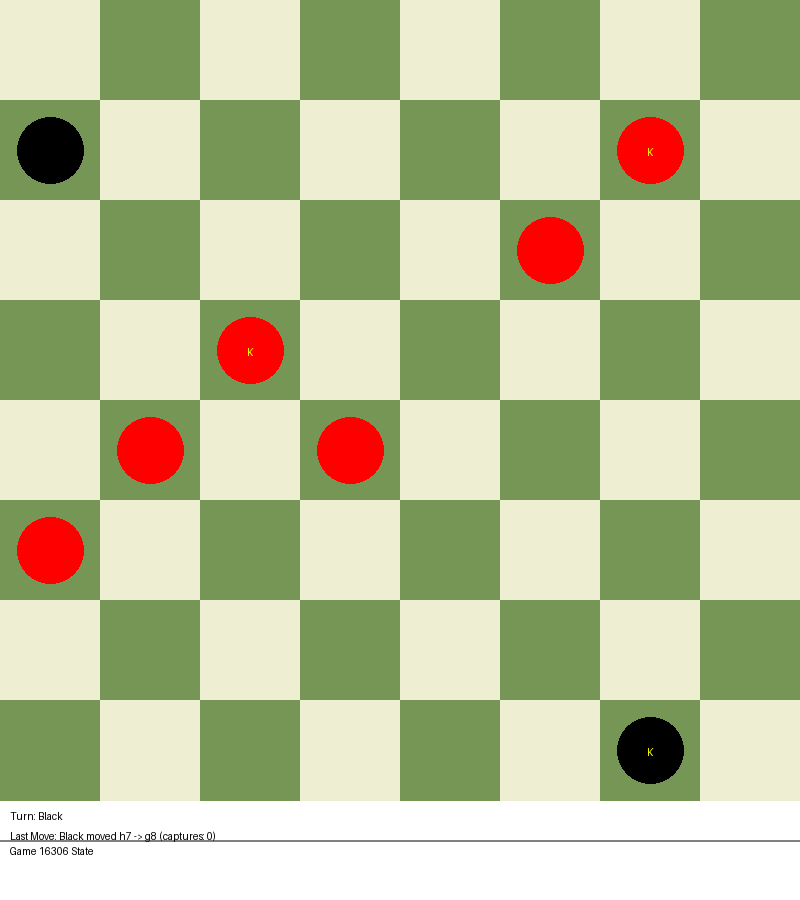 K
K
K
Turn: Black
Last Move: Black moved h7 -> g8 (captures: 0)
Game 16306 State